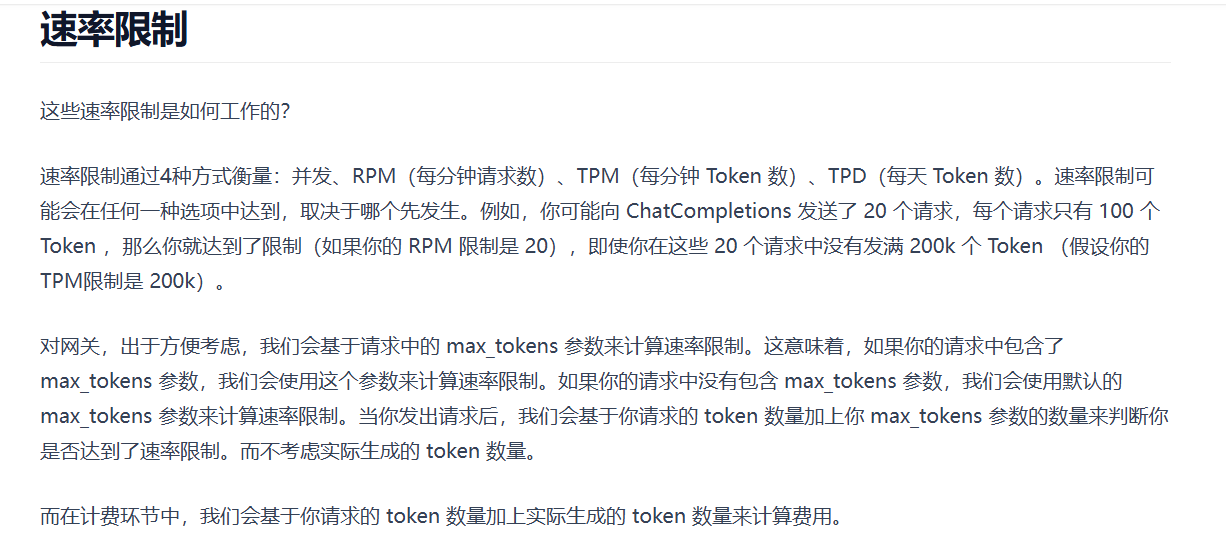 速率限制
这些速率限制是如何工作的？
速率限制通过4种方式衡量：并发、RPM（每分钟请求数）、TPM（每分钟 Token 数）、TPD（每天 Token 数）。速率限制可
能会在任何一种选项中达到，取决于哪个先发生。例如，你可能向 ChatCompletions 发送了 20 个请求，每个请求只有 100 个
Token ，那么你就达到了限制（如果你的 RPM 限制是 20），即使你在这些 20 个请求中没有发满 200k 个 Token （假设你的
TPM限制是 200k）。
对网关，出于方便考虑，我们会基于请求中的 max_tokens 参数来计算速率限制。这意味着，如果你的请求中包含了
max_tokens 参数，我们会使用这个参数来计算速率限制。如果你的请求中没有包含 max_tokens 参数，我们会使用默认的
max_tokens 参数来计算速率限制。当你发出请求后，我们会基于你请求的 token 数量加上你 max_tokens 参数的数量来判断你
是否达到了速率限制。而不考虑实际生成的 token 数量。
而在计费环节中，我们会基于你请求的 token 数量加上实际生成的 token 数量来计算费用。